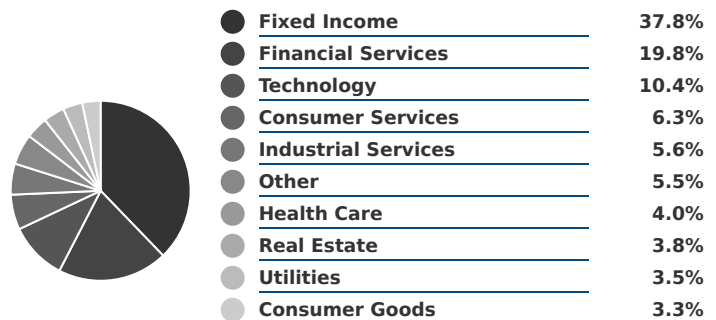 Fixed Income 37.8%
Financial Services 19.8%
Technology 10.4%
Consumer Services 6.3%
Industrial Services 5.6%
Other 5.5%
Health Care 4.0%
Real Estate 3.8%
Utilities 3.5%
Consumer Goods 3.3%